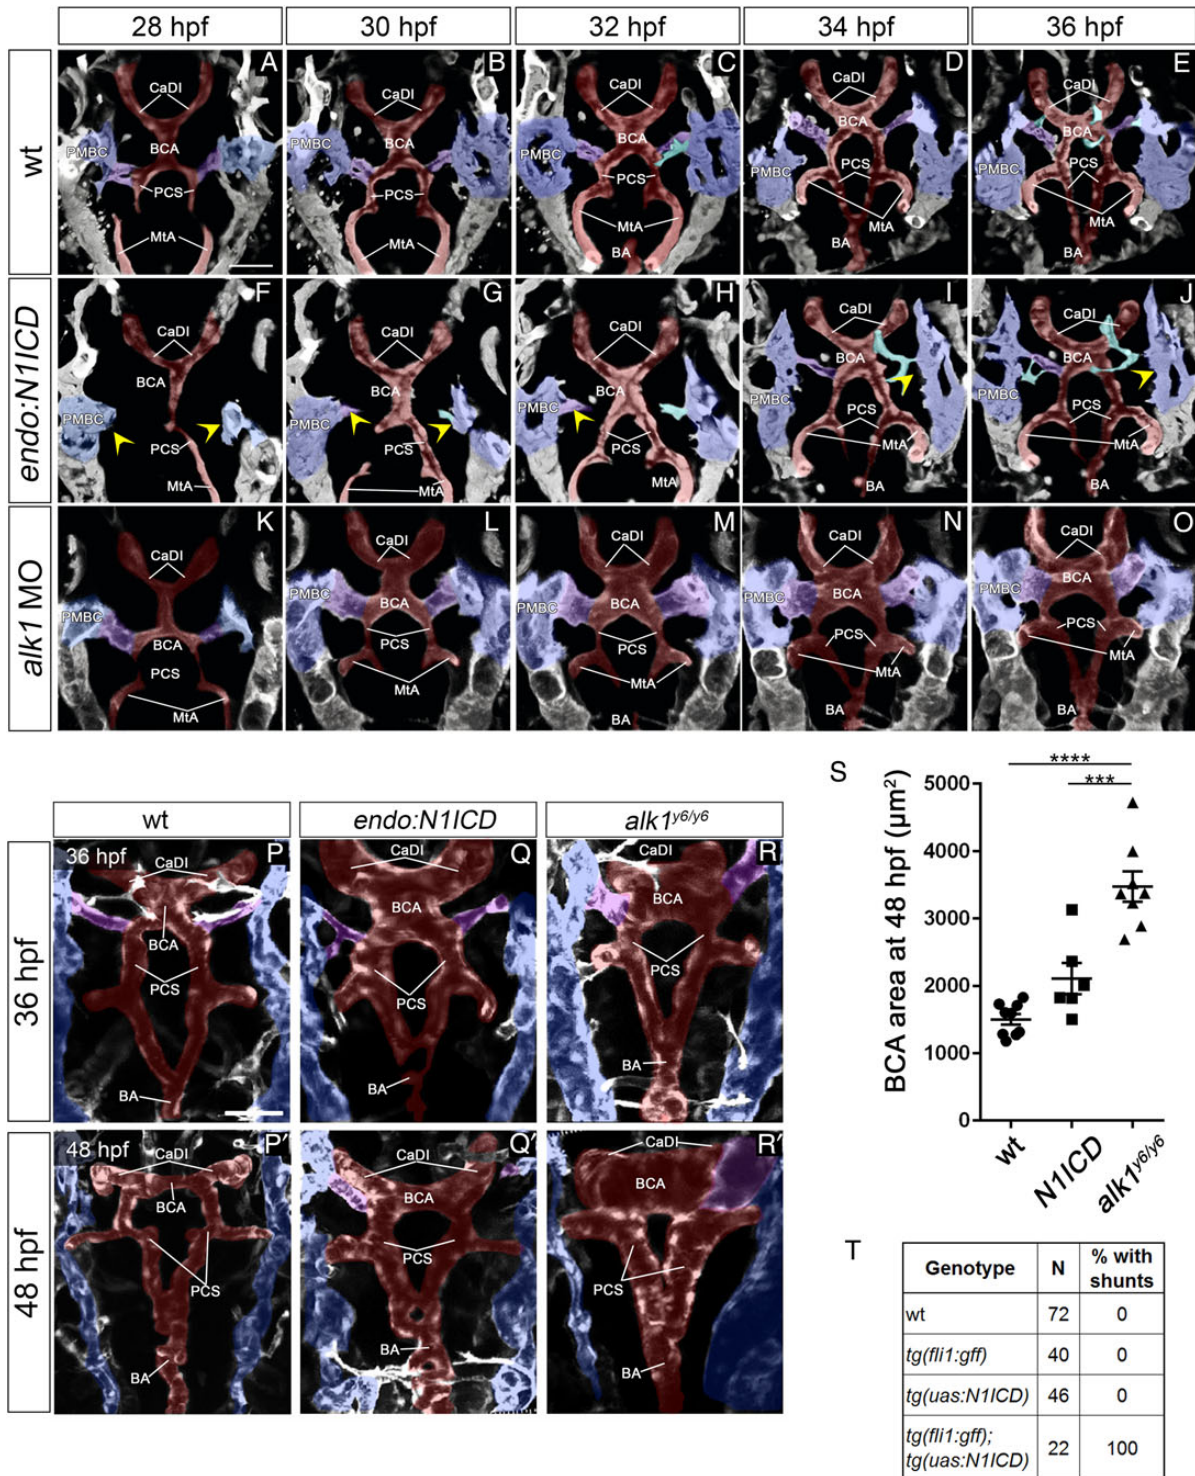 28 hpf
30 hpf
32 hpf
34 hpf
36 hpf
wt
A
CaDI
PMBC
BCA
PCS
MtA
B
CaDI
PMBC
BCA
PCS
MtA
C
CaDI
PMBC
BCA
PCS
MtA
BA
D
CaDI
PMBC
BCA
PCS
MtA
BA
E
CaDI
PMBC
BCA
PCS
MtA
BA
endo:N1ICD
F
CaDI
BCA
PMBC
PCS
MtA
G
CaDI
BCA
PMBC
PCS
MtA
H
CaDI
BCA
PMBC
PCS
MtA
I
CaDI
BCA
PMBC
PCS
MtA
BA
J
CaDI
BCA
PMBC
PCS
MtA
BA
alk1 MO
K
CaDI
PMBC
BCA
PCS
MtA
L
CaDI
PMBC
BCA
PCS
MtA
M
CaDI
PMBC
BCA
PCS
MtA
BA
N
CaDI
PMBC
BCA
PCS
MtA
BA
O
CaDI
PMBC
BCA
PCS
MtA
BA
wt
endo:N1ICD
alk1y6/y6
36 hpf
36 hpf
P
CaDI
BCA
PCS
BA
Q
CaDI
BCA
PCS
BA
R
CaDI
BCA
PCS
BA
48 hpf
48 hpf
P'
CaDI
BCA
PCS
BA
Q'
CaDI
BCA
PCS
BA
R'
CaDI
BCA
PCS
BA
S
****
***
BCA area at 48 hpf (µm²)
5000
4000
3000
2000
1000
0
wt
N1ICD
alk1y6/y6
T
Genotype N % with shunts
wt 72 0
tg(fli1:gff) 40 0
tg(uas:N1ICD) 46 0
tg(fli1:gff); tg(uas:N1ICD) 22 100